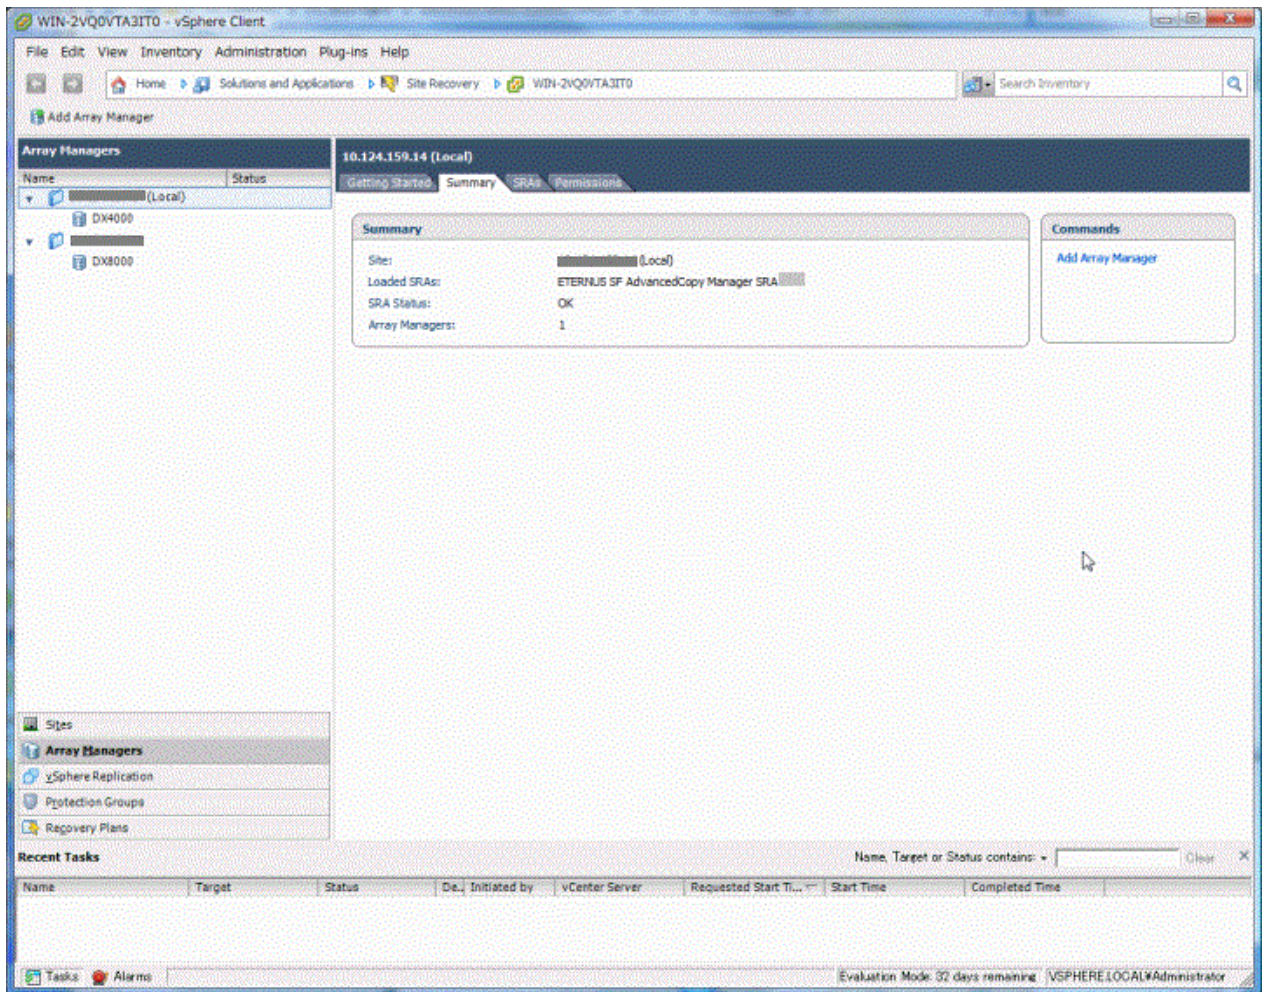 WIN-2VQ0VTA3IT0 - vSphere Client
File Edit View Inventory Administration Plug-ins Help
Home Solutions and Applications Site Recovery WIN-2VQ0VTA3IT0 Search Inventory
Add Array Manager
Array Managers
Name Status
(Local)
DX4000
DX8000
10.124.159.14 (Local)
Getting Started Summary SRAs Permissions
Summary
Site: (Local)
Loaded SRAs: ETERNUS SF AdvancedCopy Manager SRA
SRA Status: OK
Array Managers: 1
Commands
Add Array Manager
Sites
Array Managers
vSphere Replication
Protection Groups
Recovery Plans
Recent Tasks Name, Target or Status contains: Clear
Name Target Status De... Initiated by vCenter Server Requested Start Ti... Start Time Completed Time
Tasks Alarms Evaluation Mode: 32 days remaining VSPHERE.LOCAL¥Administrator